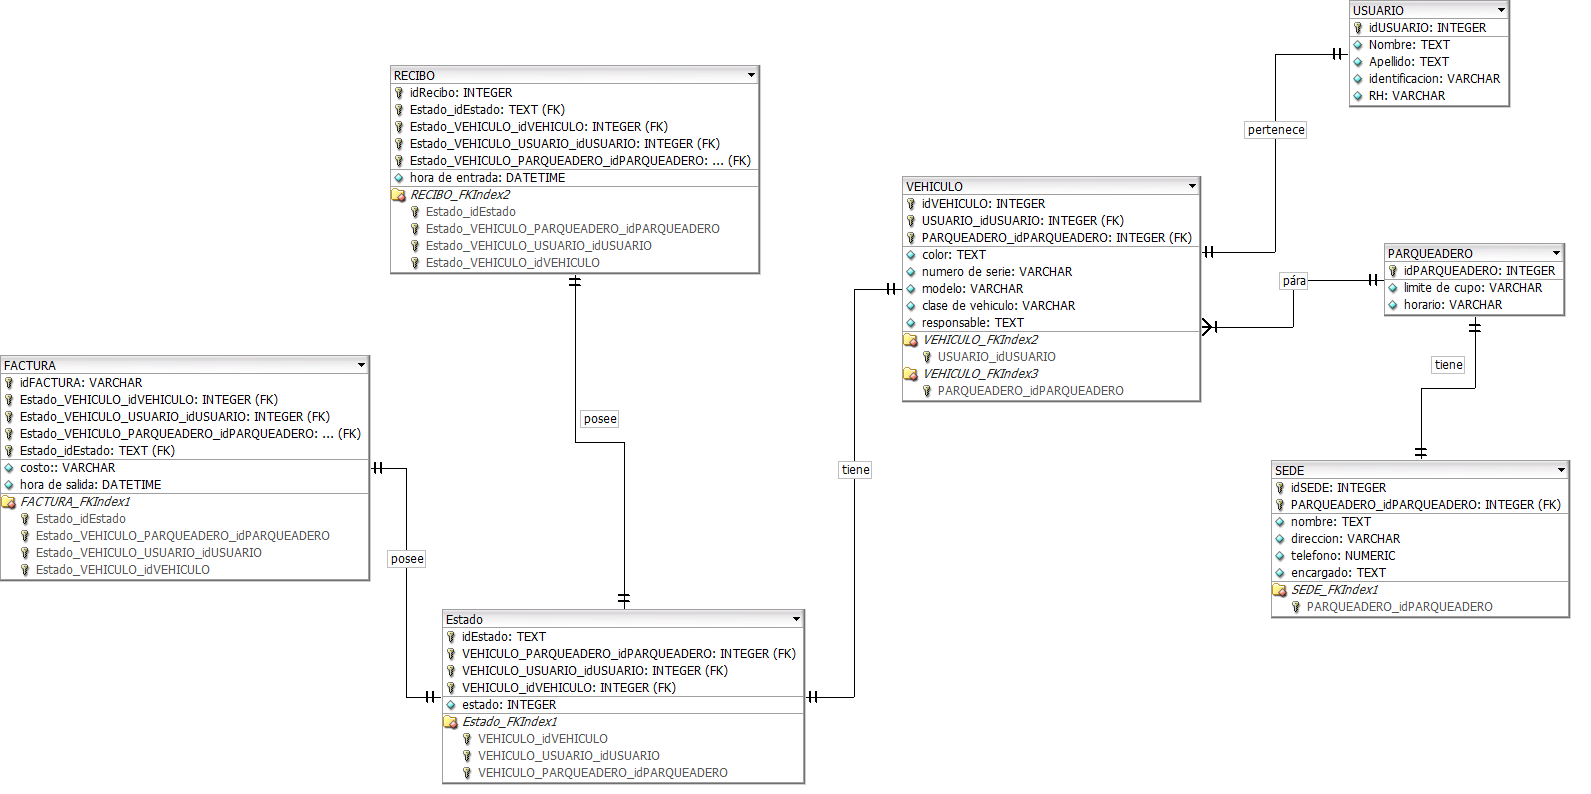 USUARIO
idUSUARIO: INTEGER
Nombre: TEXT
Apellido: TEXT
identificacion: VARCHAR
RH: VARCHAR
RECIBO
idRecibo: INTEGER
Estado_idEstado: TEXT (FK)
Estado_VEHICULO_idVEHICULO: INTEGER (FK)
Estado_VEHICULO_USUARIO_idUSUARIO: INTEGER (FK)
Estado_VEHICULO_PARQUEADERO_idPARQUEADERO: ... (FK)
hora de entrada: DATETIME
RECIBO_FKIndex2
Estado_idEstado
Estado_VEHICULO_PARQUEADERO_idPARQUEADERO
Estado_VEHICULO_USUARIO_idUSUARIO
Estado_VEHICULO_idVEHICULO
pertenece
VEHICULO
idVEHICULO: INTEGER
USUARIO_idUSUARIO: INTEGER (FK)
PARQUEADERO_idPARQUEADERO: INTEGER (FK)
color: TEXT
numero de serie: VARCHAR
modelo: VARCHAR
clase de vehiculo: VARCHAR
responsable: TEXT
VEHICULO_FKIndex2
USUARIO_idUSUARIO
VEHICULO_FKIndex3
PARQUEADERO_idPARQUEADERO
pára
PARQUEADERO
idPARQUEADERO: INTEGER
limite de cupo: VARCHAR
horario: VARCHAR
tiene
FACTURA
idFACTURA: VARCHAR
Estado_VEHICULO_idVEHICULO: INTEGER (FK)
Estado_VEHICULO_USUARIO_idUSUARIO: INTEGER (FK)
Estado_VEHICULO_PARQUEADERO_idPARQUEADERO: ... (FK)
Estado_idEstado: TEXT (FK)
costo:: VARCHAR
hora de salida: DATETIME
FACTURA_FKIndex1
Estado_idEstado
Estado_VEHICULO_PARQUEADERO_idPARQUEADERO
Estado_VEHICULO_USUARIO_idUSUARIO
Estado_VEHICULO_idVEHICULO
posee
posee
tiene
SEDE
idSEDE: INTEGER
PARQUEADERO_idPARQUEADERO: INTEGER (FK)
nombre: TEXT
direccion: VARCHAR
telefono: NUMERIC
encargado: TEXT
SEDE_FKIndex1
PARQUEADERO_idPARQUEADERO
Estado
idEstado: TEXT
VEHICULO_PARQUEADERO_idPARQUEADERO: INTEGER (FK)
VEHICULO_USUARIO_idUSUARIO: INTEGER (FK)
VEHICULO_idVEHICULO: INTEGER (FK)
estado: INTEGER
Estado_FKIndex1
VEHICULO_idVEHICULO
VEHICULO_USUARIO_idUSUARIO
VEHICULO_PARQUEADERO_idPARQUEADERO